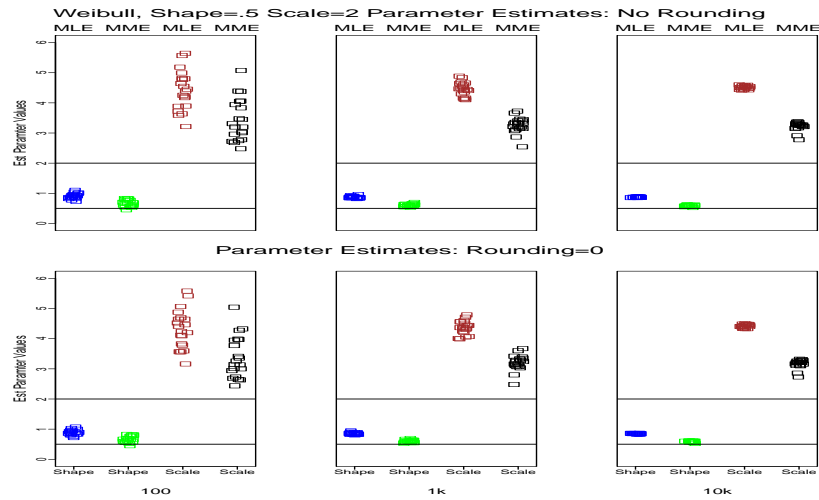 Weibull, Shape=.5 Scale=2 Parameter Estimates: No Rounding
MLE MME MLE MME MLE MME MLE MME MLE MME MLE MME
Est Paramter Values
0 1 2 3 4 5 6
Parameter Estimates: Rounding=0
Est Paramter Values
0 1 2 3 4 5 6
Shape Shape Scale Scale Shape Shape Scale Scale Shape Shape Scale Scale
100 1k 10k